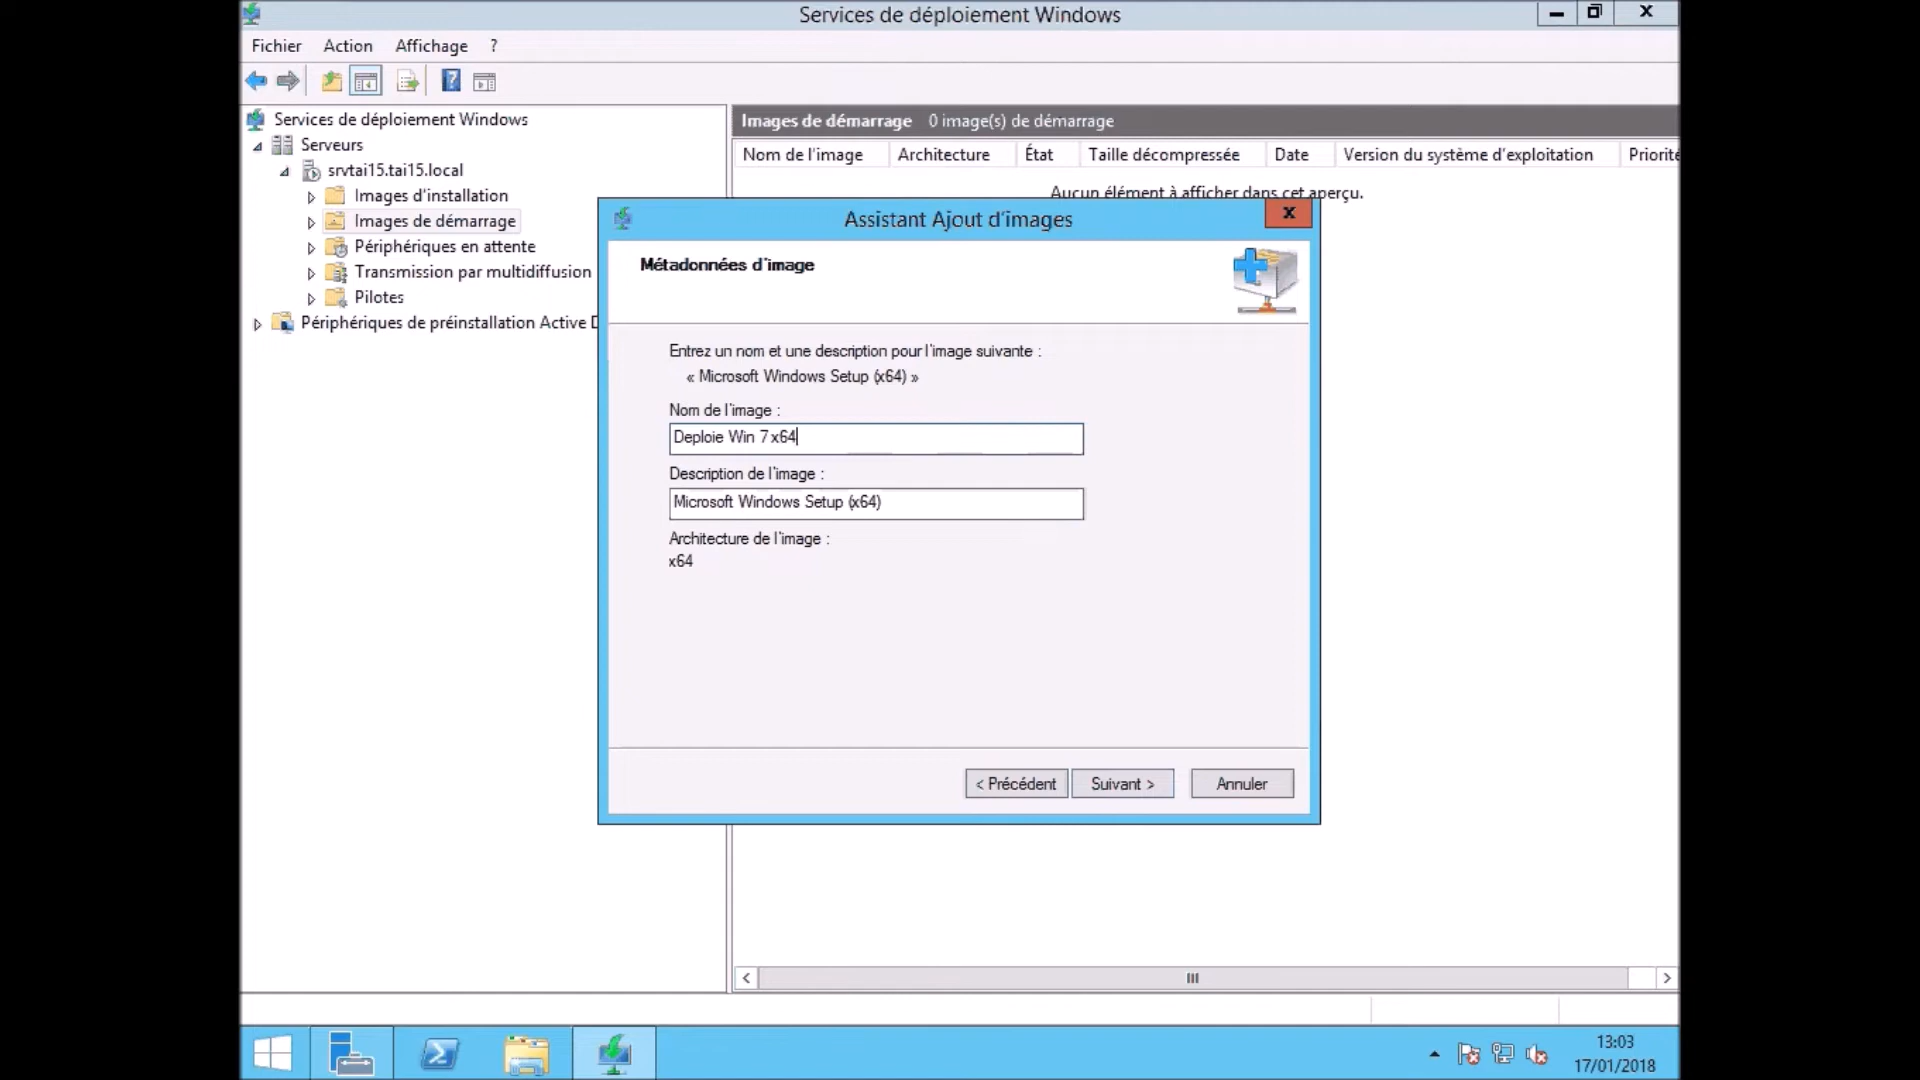 Services de déploiement Windows
Fichier Action Affichage ?
Services de déploiement Windows
Serveurs
srvtai15.tai15.local
Images d'installation
Images de démarrage
Périphériques en attente
Transmission par multidiffusion
Pilotes
Périphériques de préinstallation Active D
Images de démarrage 0 image(s) de démarrage
Nom de l'image Architecture État Taille décompressée Date Version du système d'exploitation Priorité
Aucun élément à afficher dans cet aperçu.
Assistant Ajout d'images
Métadonnées d'image
Entrez un nom et une description pour l'image suivante :
« Microsoft Windows Setup (x64) »
Nom de l'image :
Deploie Win 7 x64
Description de l'image :
Microsoft Windows Setup (x64)
Architecture de l'image :
x64
< Précédent Suivant > Annuler
13:03
17/01/2018